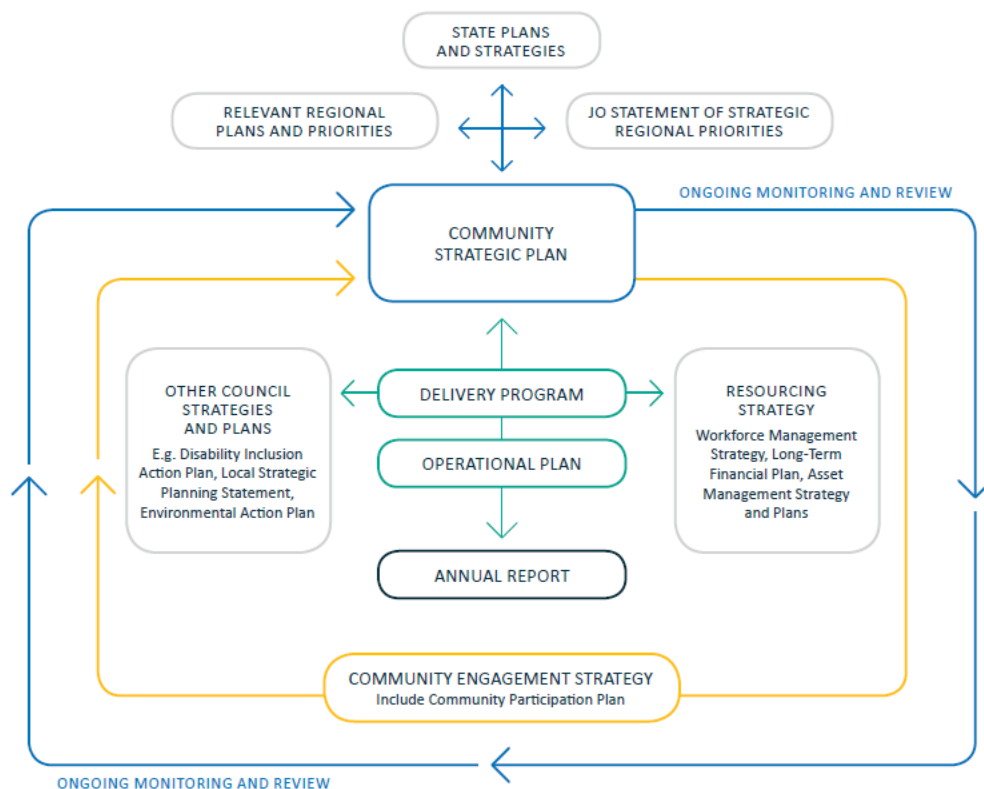 STATE PLANS
AND STRATEGIES
RELEVANT REGIONAL
PLANS AND PRIORITIES
JO STATEMENT OF STRATEGIC
REGIONAL PRIORITIES
ONGOING MONITORING AND REVIEW
COMMUNITY
STRATEGIC PLAN
OTHER COUNCIL
STRATEGIES
AND PLANS
E.g. Disability Inclusion
Action Plan, Local Strategic
Planning Statement,
Environmental Action Plan
DELIVERY PROGRAM
OPERATIONAL PLAN
ANNUAL REPORT
RESOURCING
STRATEGY
Workforce Management
Strategy, Long-Term
Financial Plan, Asset
Management Strategy
and Plans
COMMUNITY ENGAGEMENT STRATEGY
Include Community Participation Plan
ONGOING MONITORING AND REVIEW